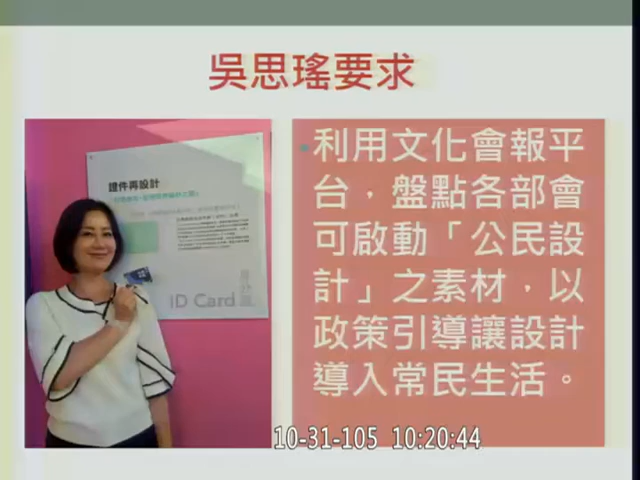 吳思瑤要求
證件再設計
ID Card
利用文化會報平
台，盤點各部會
可啟動「公民設
計」之素材，以
政策引導讓設計
導入常民生活。
10-31-105 10:20:44